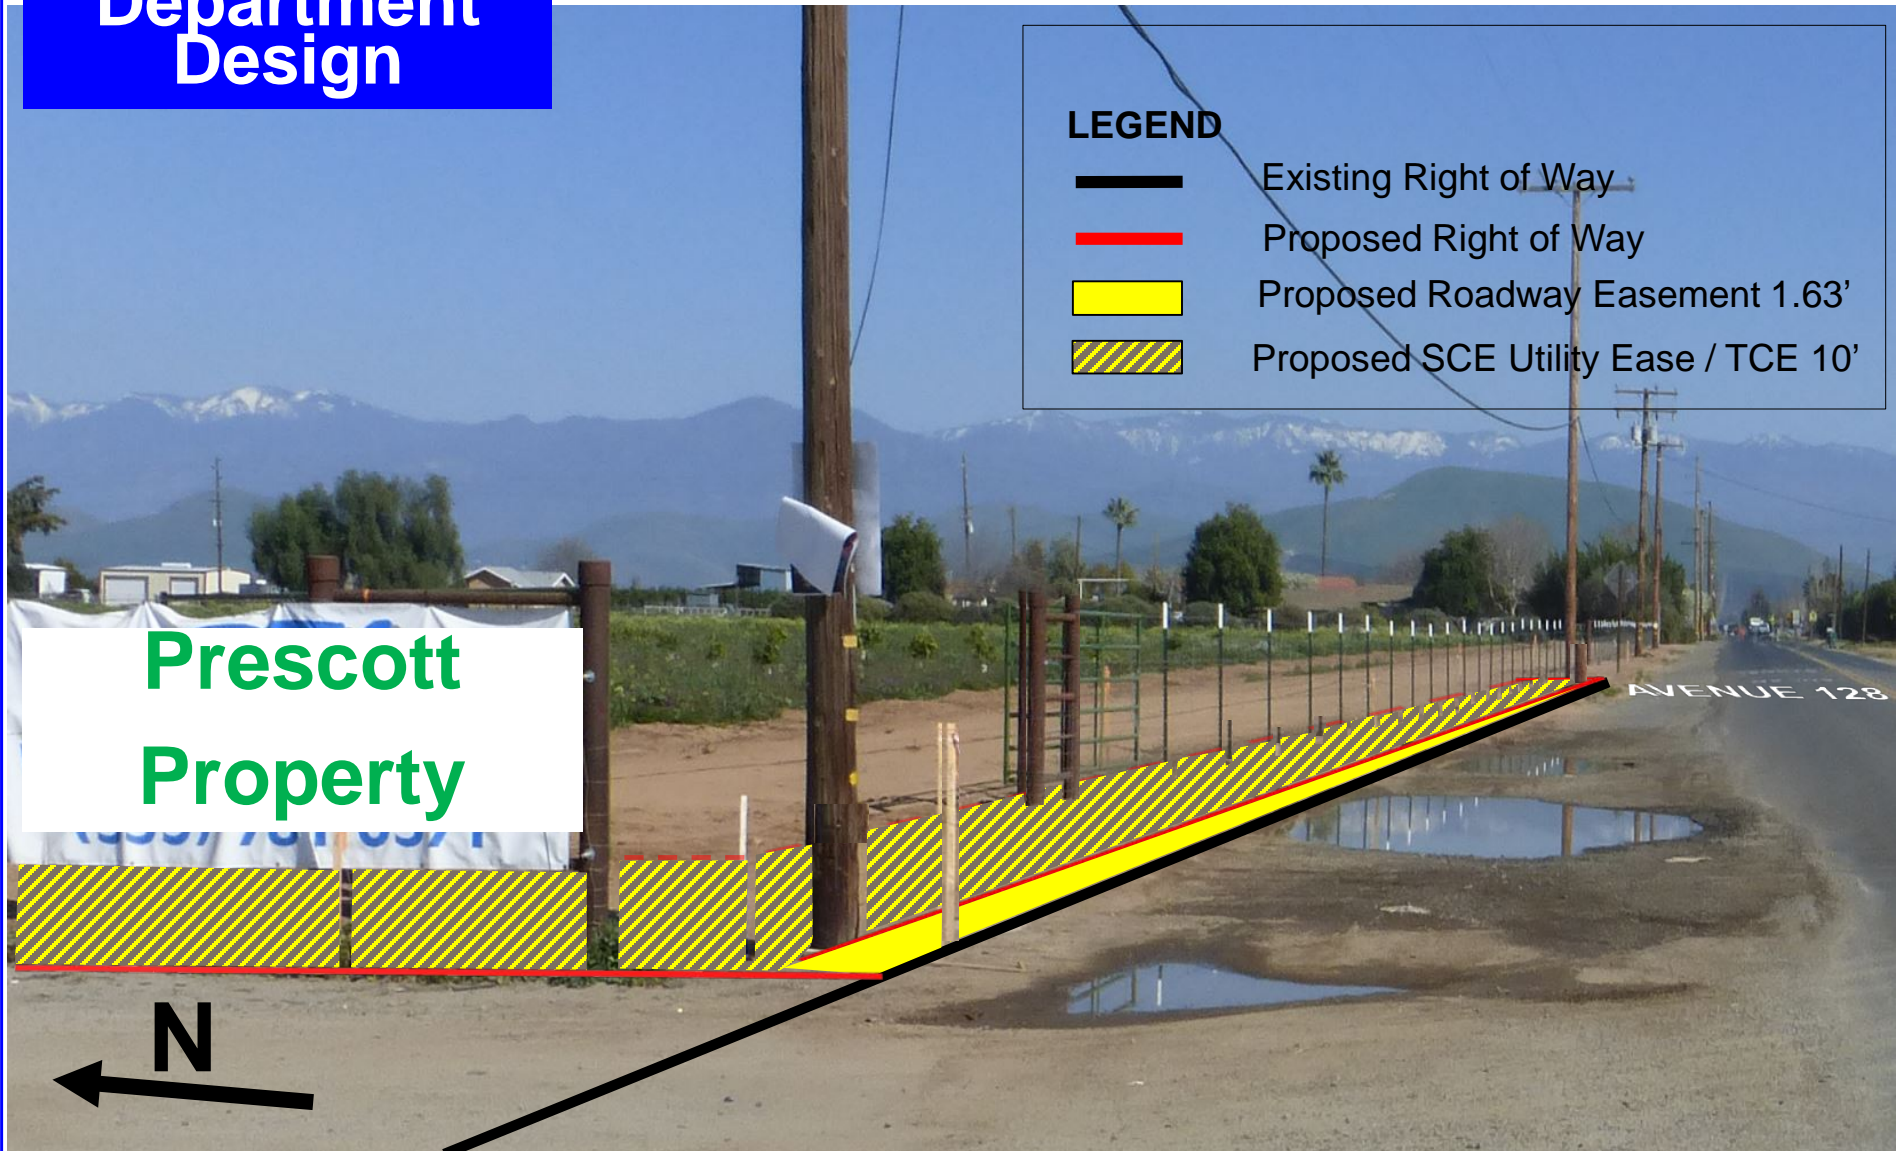 Department
Design
LEGEND
Existing Right of Way
Proposed Right of Way
Proposed Roadway Easement 1.63’
Proposed SCE Utility Ease / TCE 10’
AVENUE 128
Prescott
Property
N